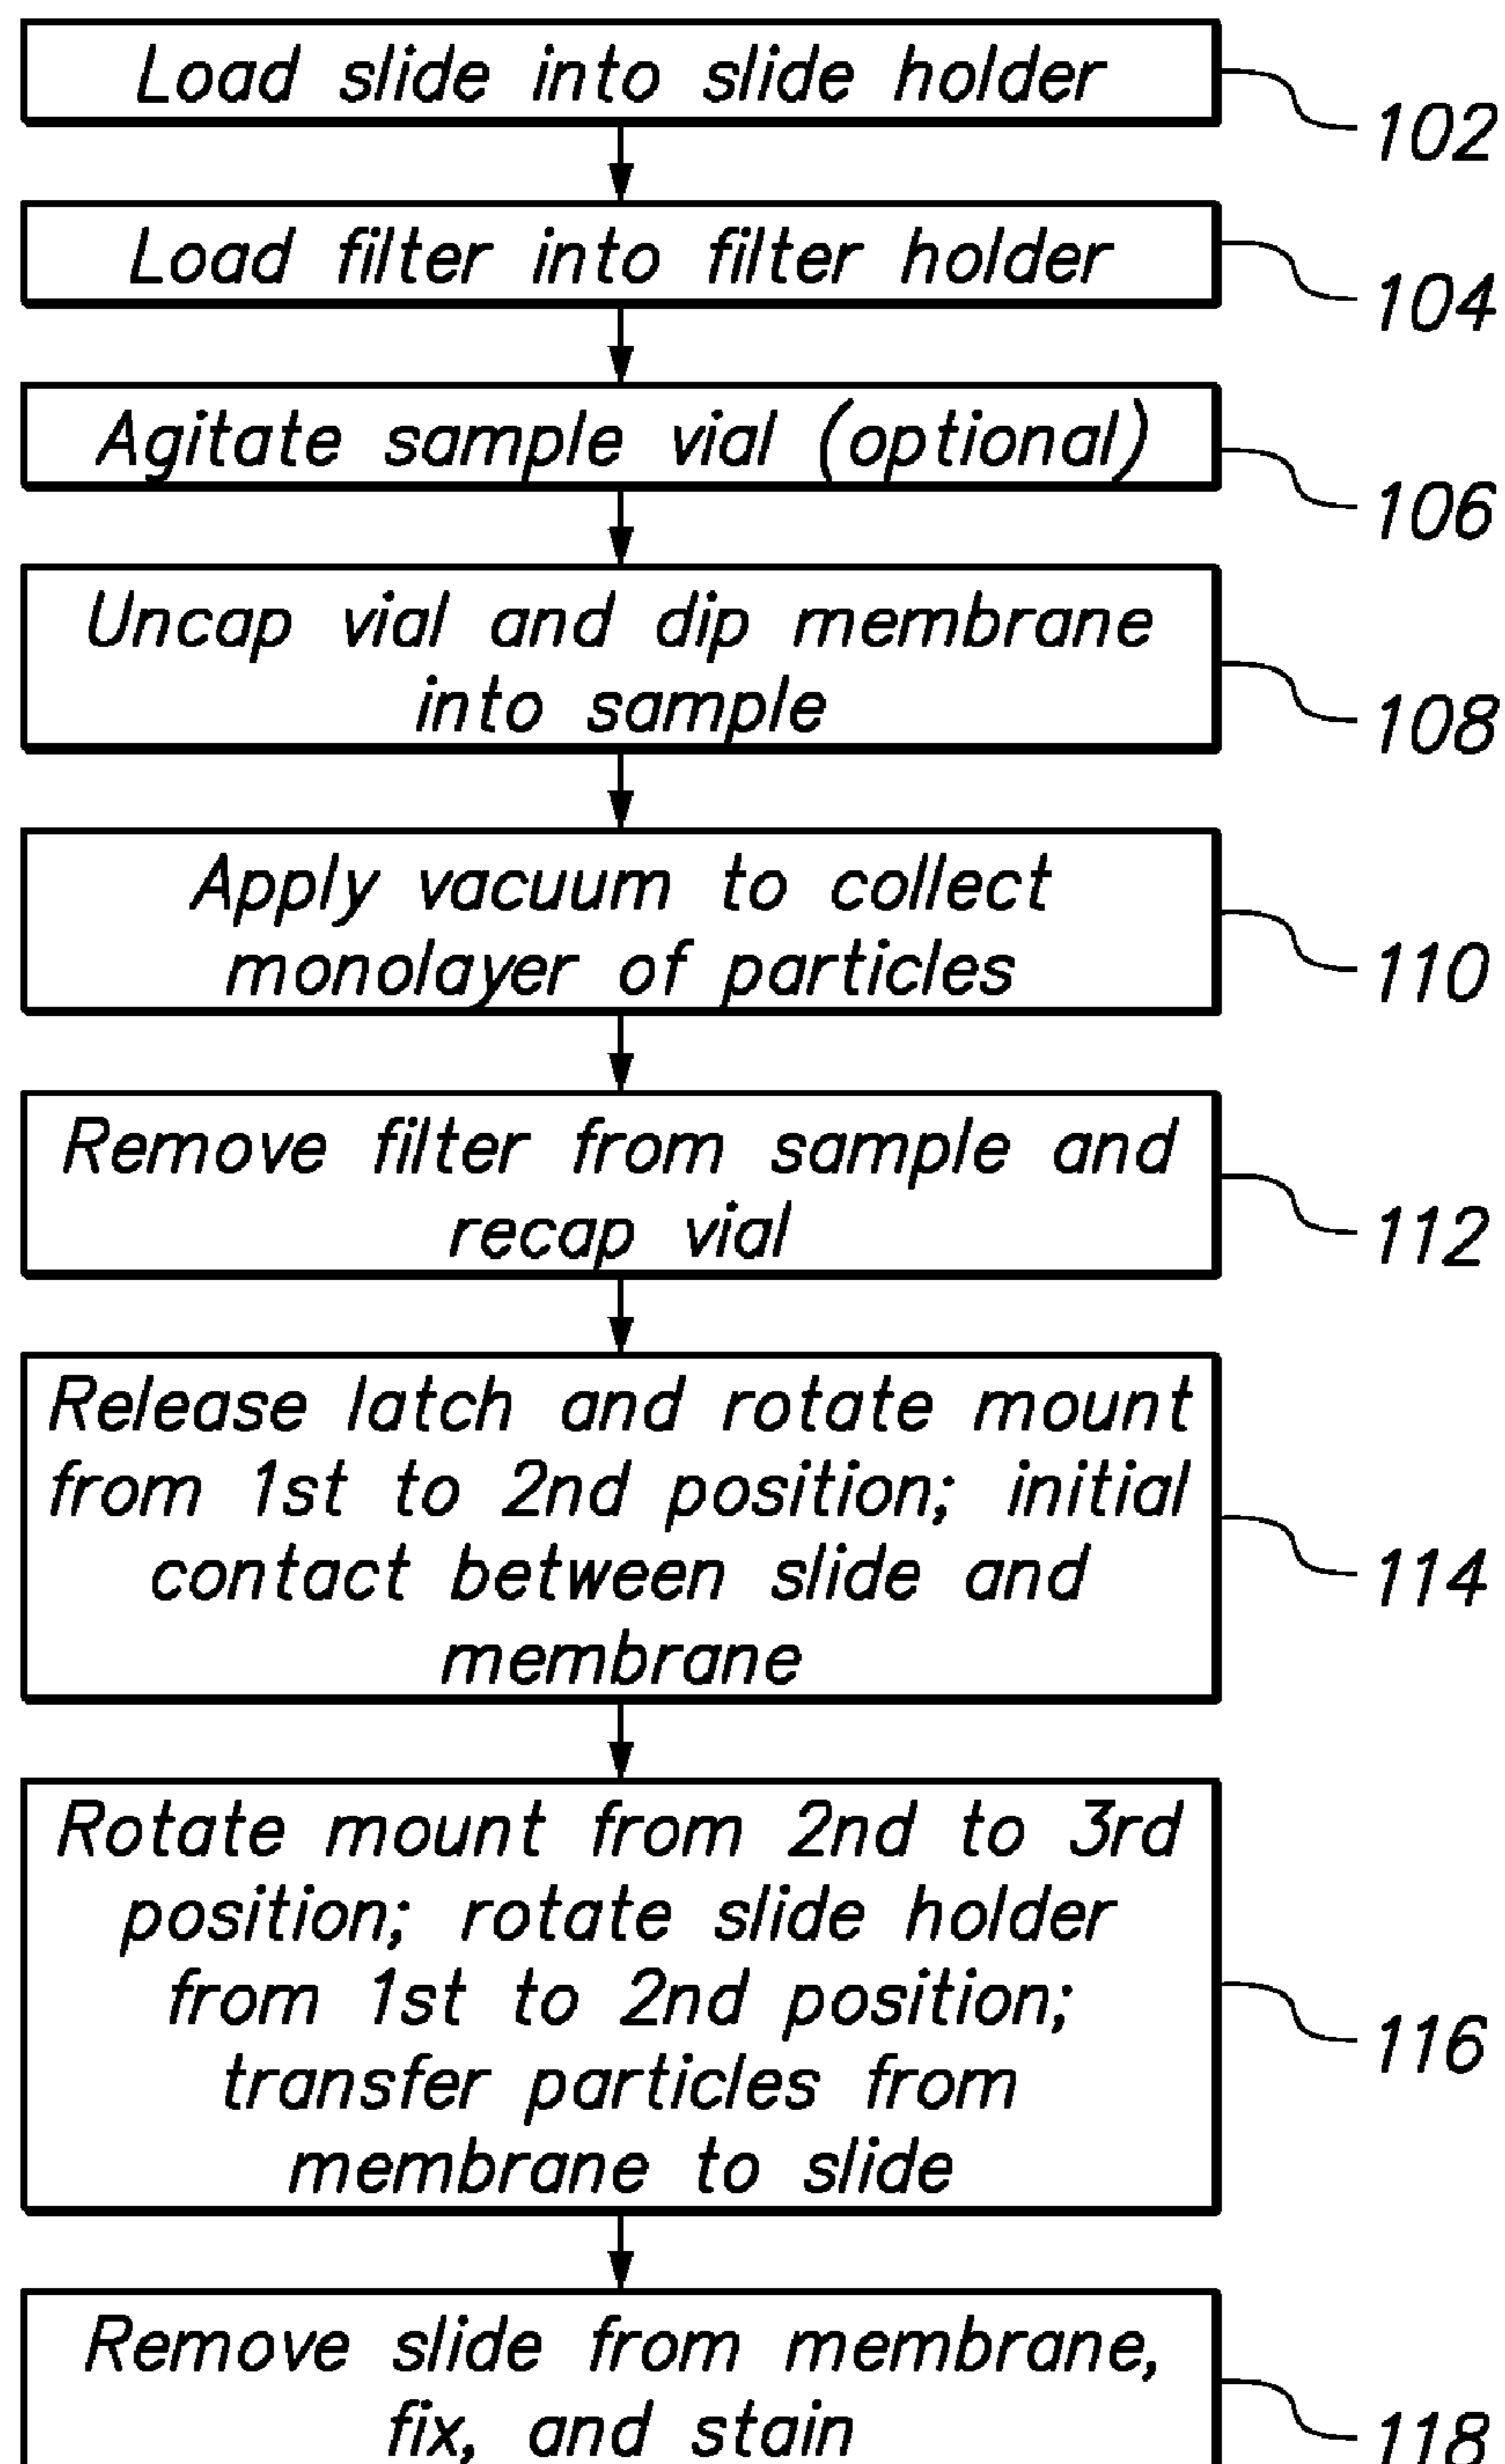 Load slide into slide holder
102
Load filter into filter holder
104
Agitate sample vial (optional)
106
Uncap vial and dip membrane
into sample
108
Apply vacuum to collect
monolayer of particles
110
Remove filter from sample and
recap vial
112
Release latch and rotate mount
from 1st to 2nd position; initial
contact between slide and
membrane
114
Rotate mount from 2nd to 3rd
position; rotate slide holder
from 1st to 2nd position;
transfer particles from
membrane to slide
116
Remove slide from membrane,
fix, and stain
118